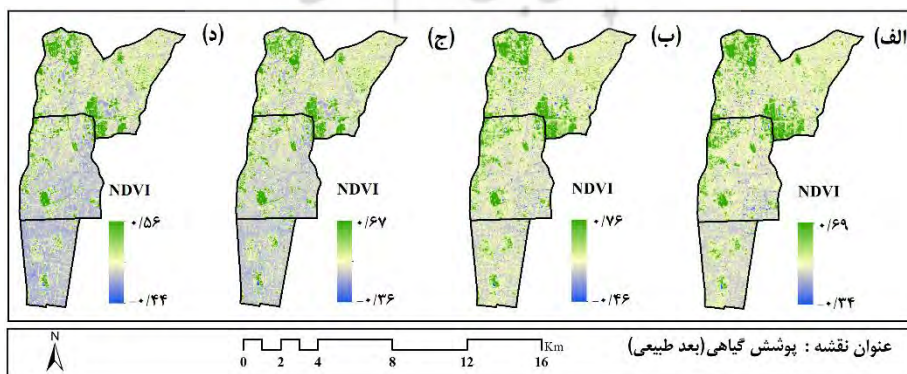 الف)
NDVI
۰/۶۹
-۰/۳۴
ب)
NDVI
۰/۷۶
-۰/۴۶
ج)
NDVI
۰/۶۷
-۰/۳۶
د)
NDVI
۰/۵۶
-۰/۴۴
عنوان نقشه : پوشش گیاهی(بعد طبیعی)
Km
0 2 4 8 12 16
N